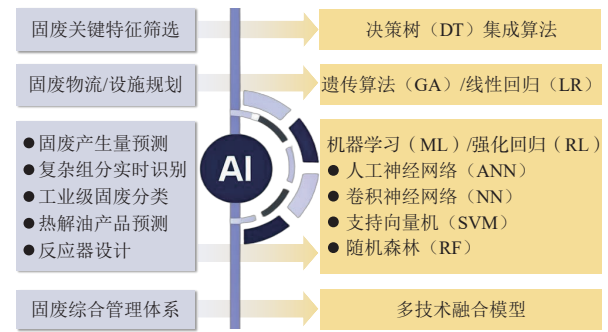 固废关键特征筛选
决策树（DT）集成算法
固废物流/设施规划
遗传算法（GA）/线性回归（LR）
●固废产生量预测
●复杂组分实时识别
●工业级固废分类
●热解油产品预测
●反应器设计
AI
机器学习（ML）/强化回归（RL）
●人工神经网络（ANN）
●卷积神经网络（NN）
●支持向量机（SVM）
●随机森林（RF）
固废综合管理体系
多技术融合模型